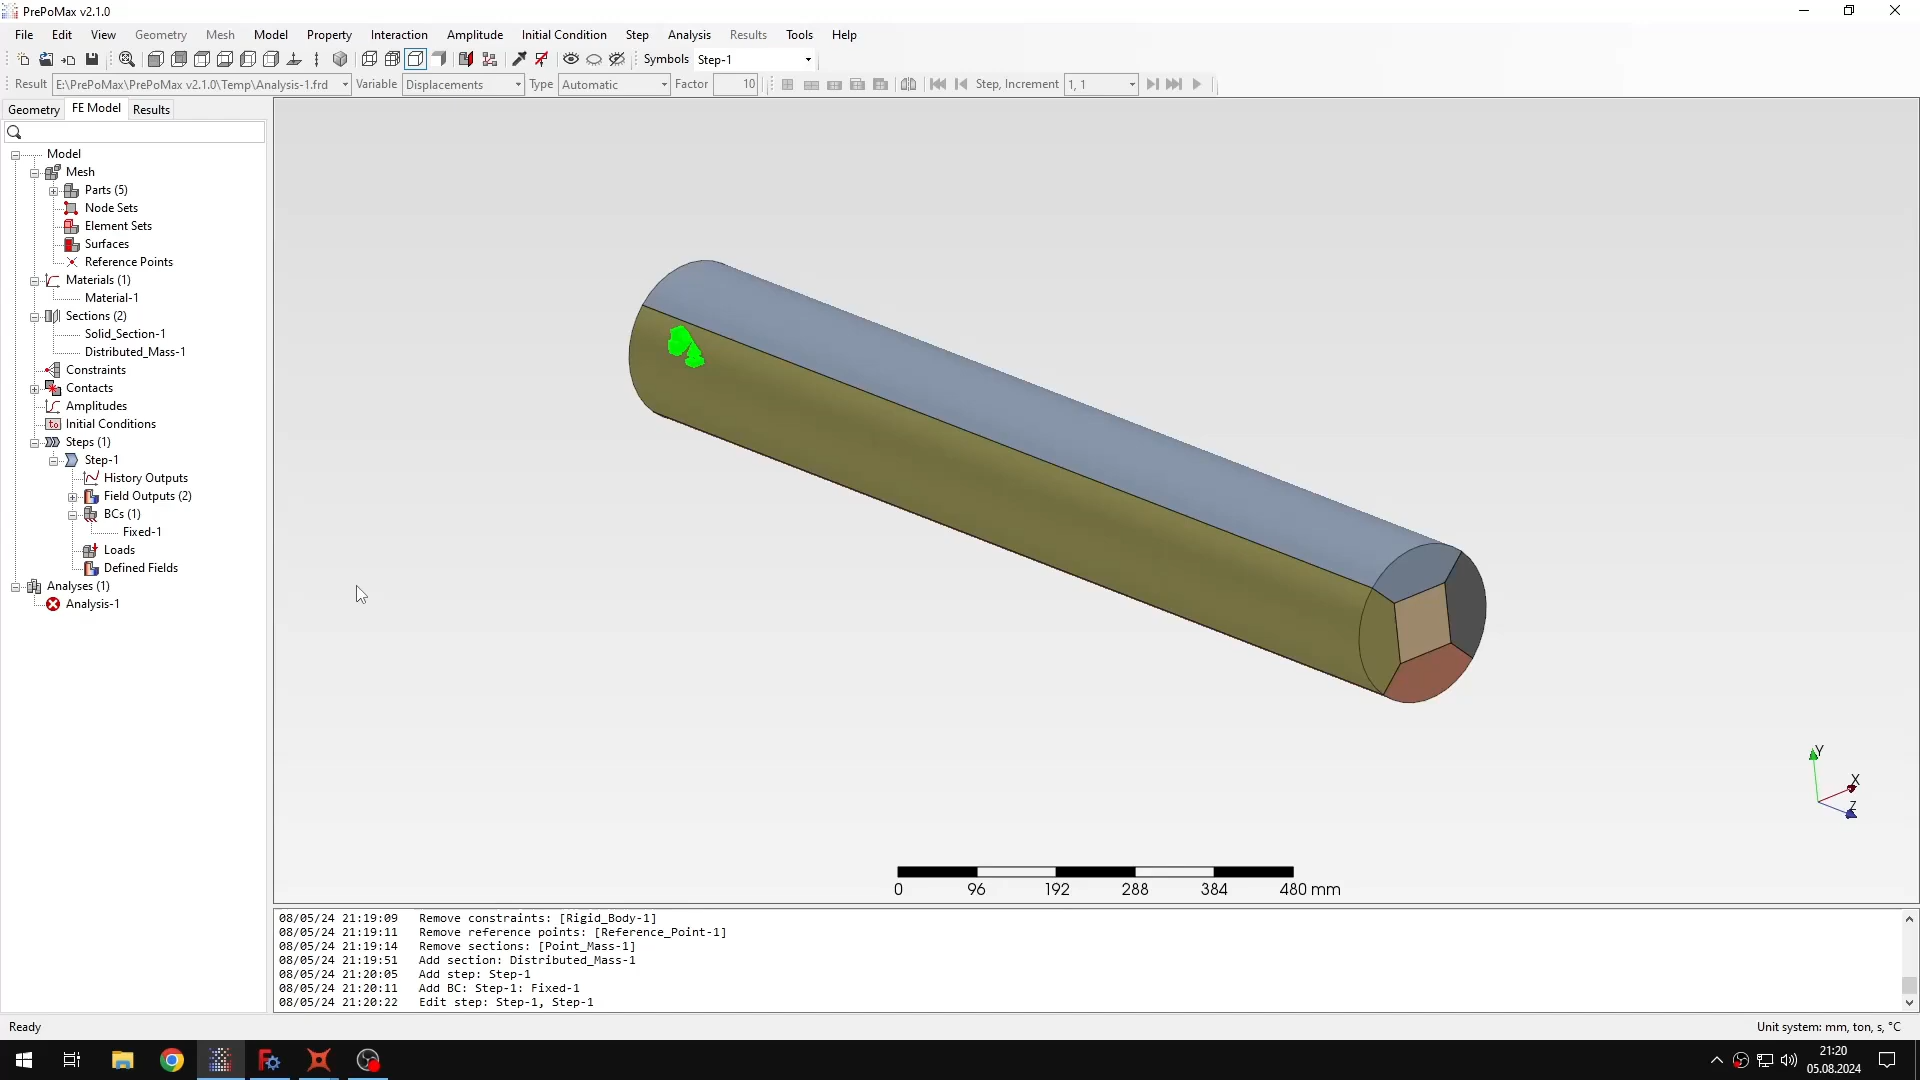 PrePoMax v2.1.0
File Edit View Geometry Mesh Model Property Interaction Amplitude Initial Condition Step Analysis Results Tools Help
Symbols Step-1
Result E:\PrePoMax\PrePoMax v2.1.0\Temp\Analysis-1.frd Variable Displacements Type Automatic Factor 10 Step, Increment 1, 1
Geometry FE Model Results
Model
Mesh
Parts (5)
Node Sets
Element Sets
Surfaces
Reference Points
Materials (1)
Material-1
Sections (2)
Solid_Section-1
Distributed_Mass-1
Constraints
Contacts
Amplitudes
Initial Conditions
Steps (1)
Step-1
History Outputs
Field Outputs (2)
BCs (1)
Fixed-1
Loads
Defined Fields
Analyses (1)
Analysis-1
Y
X
Z
0 96 192 288 384 480 mm
08/05/24 21:19:09 Remove constraints: [Rigid_Body-1]
08/05/24 21:19:11 Remove reference points: [Reference_Point-1]
08/05/24 21:19:14 Remove sections: [Point_Mass-1]
08/05/24 21:19:51 Add section: Distributed_Mass-1
08/05/24 21:20:05 Add step: Step-1
08/05/24 21:20:11 Add BC: Step-1: Fixed-1
08/05/24 21:20:22 Edit step: Step-1, Step-1
Ready
Unit system: mm, ton, s, °C
21:20
05.08.2024